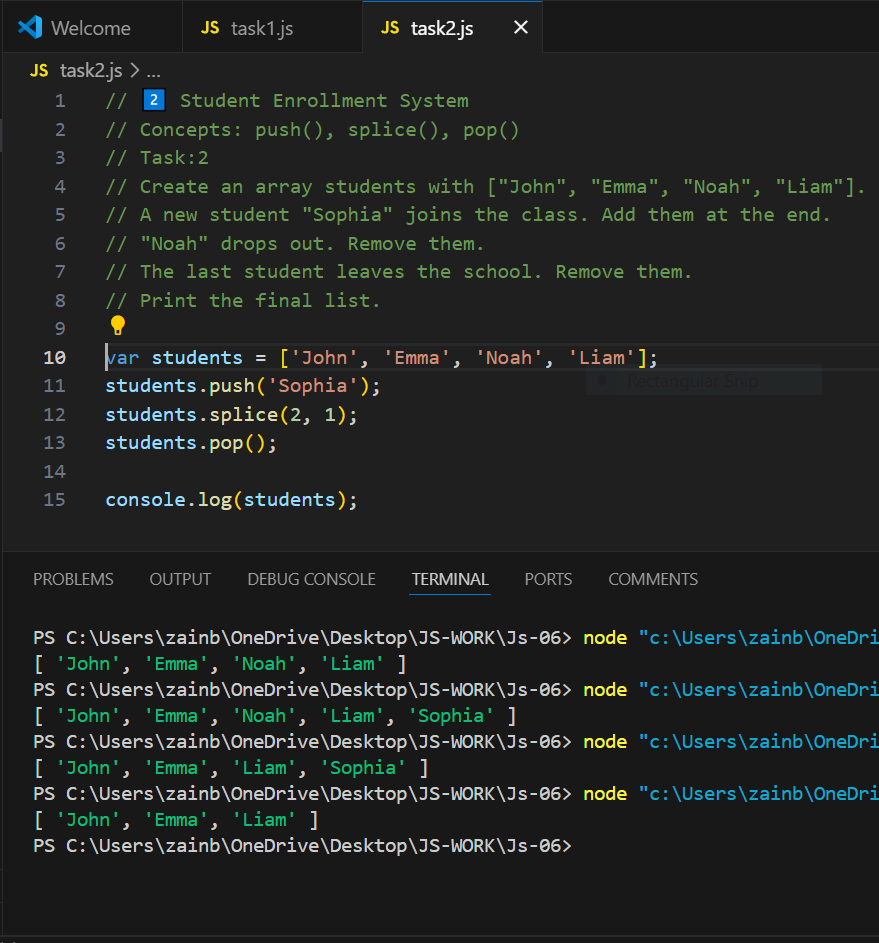 Welcome JS task1.js JS task2.js ×
JS task2.js > ...
1 // 2 Student Enrollment System
2 // Concepts: push(), splice(), pop()
3 // Task:2
4 // Create an array students with ["John", "Emma", "Noah", "Liam"].
5 // A new student "Sophia" joins the class. Add them at the end.
6 // "Noah" drops out. Remove them.
7 // The last student leaves the school. Remove them.
8 // Print the final list.
9
10 var students = ['John', 'Emma', 'Noah', 'Liam'];
Rectangular Snip
11 students.push('Sophia');
12 students.splice(2, 1);
13 students.pop();
14
15 console.log(students);
PROBLEMS OUTPUT DEBUG CONSOLE TERMINAL PORTS COMMENTS
PS C:\Users\zainb\OneDrive\Desktop\JS-WORK\Js-06> node "c:\Users\zainb\OneDri
[ 'John', 'Emma', 'Noah', 'Liam' ]
PS C:\Users\zainb\OneDrive\Desktop\JS-WORK\Js-06> node "c:\Users\zainb\OneDri
[ 'John', 'Emma', 'Noah', 'Liam', 'Sophia' ]
PS C:\Users\zainb\OneDrive\Desktop\JS-WORK\Js-06> node "c:\Users\zainb\OneDri
[ 'John', 'Emma', 'Liam', 'Sophia' ]
PS C:\Users\zainb\OneDrive\Desktop\JS-WORK\Js-06> node "c:\Users\zainb\OneDri
[ 'John', 'Emma', 'Liam' ]
PS C:\Users\zainb\OneDrive\Desktop\JS-WORK\Js-06>